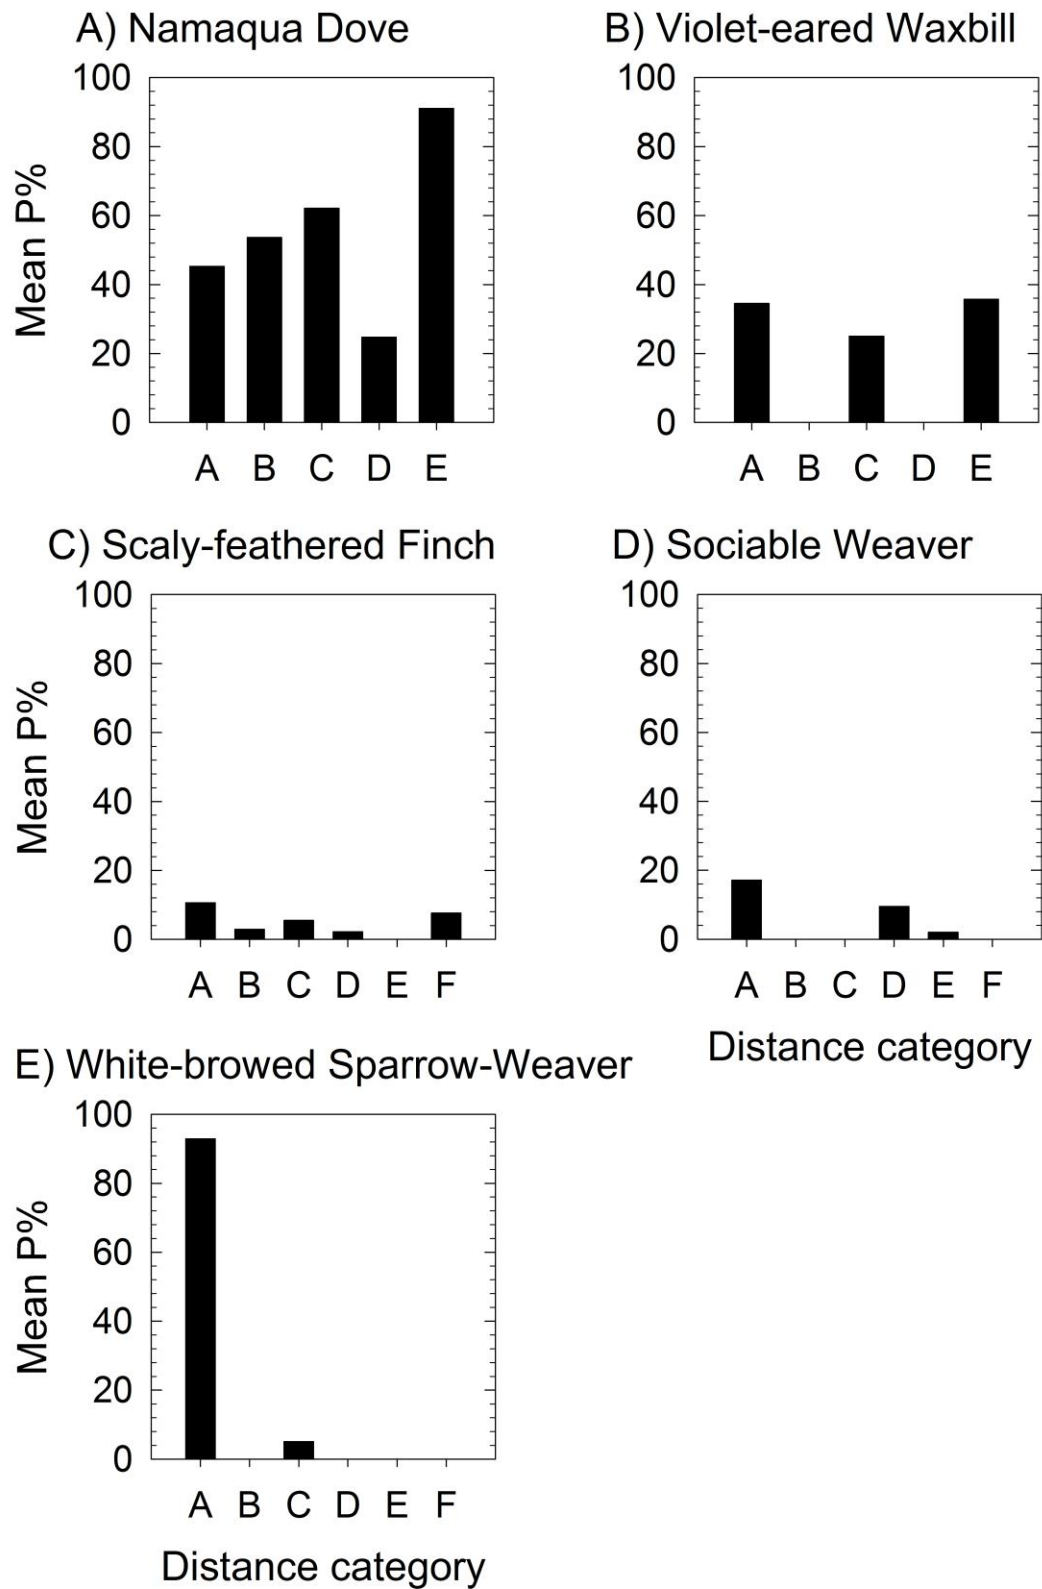 A) Namaqua Dove
B) Violet-eared Waxbill
100
80
60
40
20
0
Mean P%
A B C D E
100
80
60
40
20
0
A B C D E
C) Scaly-feathered Finch
D) Sociable Weaver
100
80
60
40
20
0
Mean P%
A B C D E F
100
80
60
40
20
0
A B C D E F
Distance category
E) White-browed Sparrow-Weaver
100
80
60
40
20
0
Mean P%
A B C D E F
Distance category